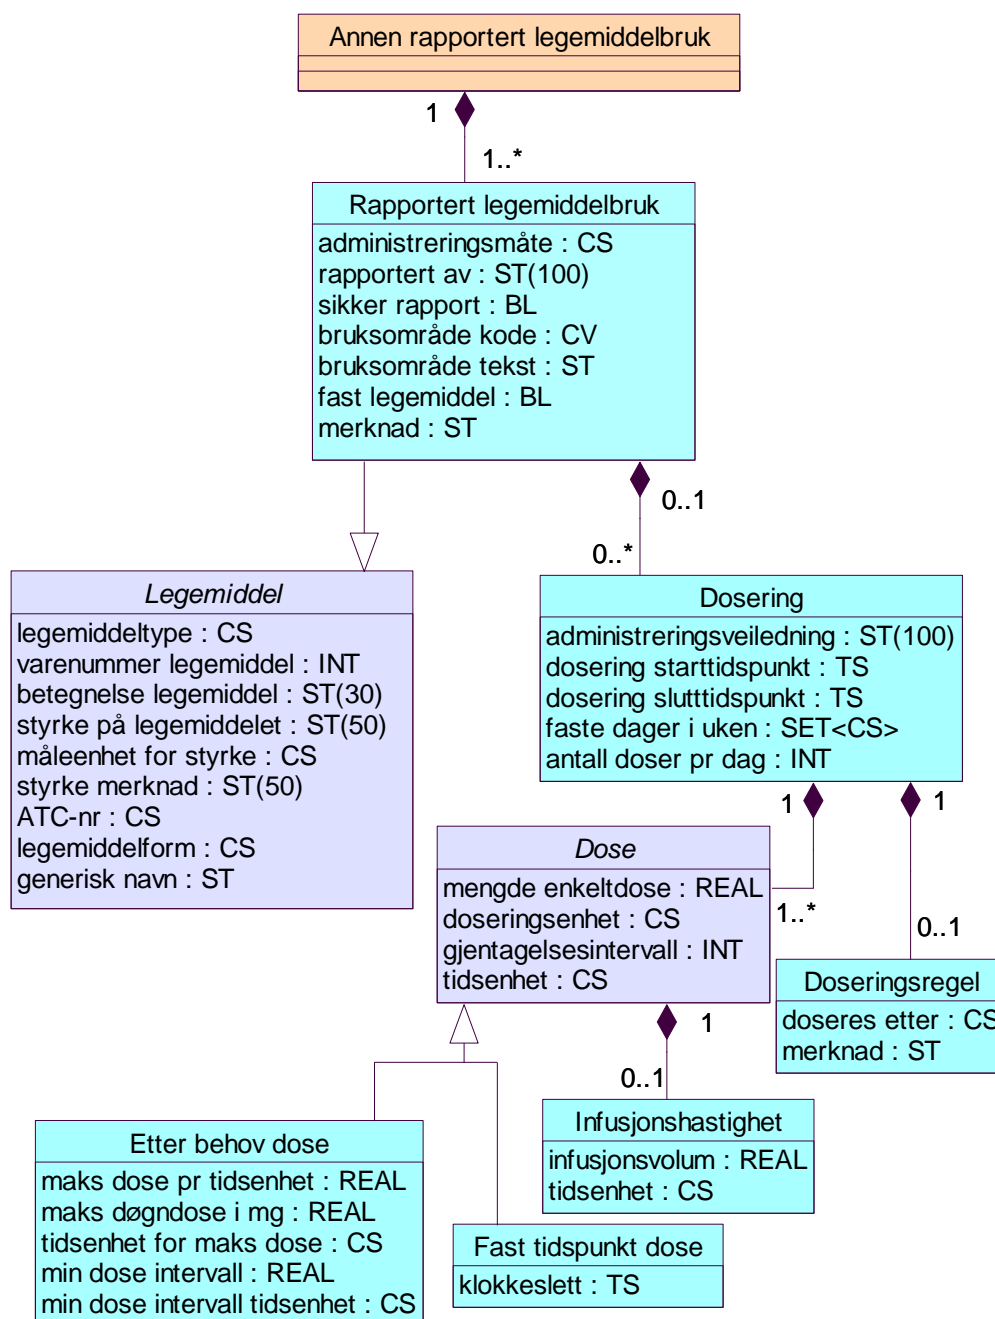 Annen rapportert legemiddelbruk
1
1..*
Rapportert legemiddelbruk
administreringsmåte : CS
rapportert av : ST(100)
sikker rapport : BL
bruksområde kode : CV
bruksområde tekst : ST
fast legemiddel : BL
merknad : ST
0..1
0..*
Legemiddel
legemiddeltype : CS
varenummer legemiddel : INT
betegnelse legemiddel : ST(30)
styrke på legemiddelet : ST(50)
måleenhet for styrke : CS
styrke merknad : ST(50)
ATC-nr : CS
legemiddelform : CS
generisk navn : ST
Dosering
administreringsveiledning : ST(100)
dosering starttidspunkt : TS
dosering slutttidspunkt : TS
faste dager i uken : SET<CS>
antall doser pr dag : INT
1
1
Dose
mengde enkeltdose : REAL
doseringsenhet : CS
gjentagelsesintervall : INT
tidsenhet : CS
1..*
0..1
Doseringsregel
doseres etter : CS
merknad : ST
1
0..1
Infusjonshastighet
infusjonsvolum : REAL
tidsenhet : CS
Etter behov dose
maks dose pr tidsenhet : REAL
maks døgndose i mg : REAL
tidsenhet for maks dose : CS
min dose intervall : REAL
min dose intervall tidsenhet : CS
Fast tidspunkt dose
klokkeslett : TS